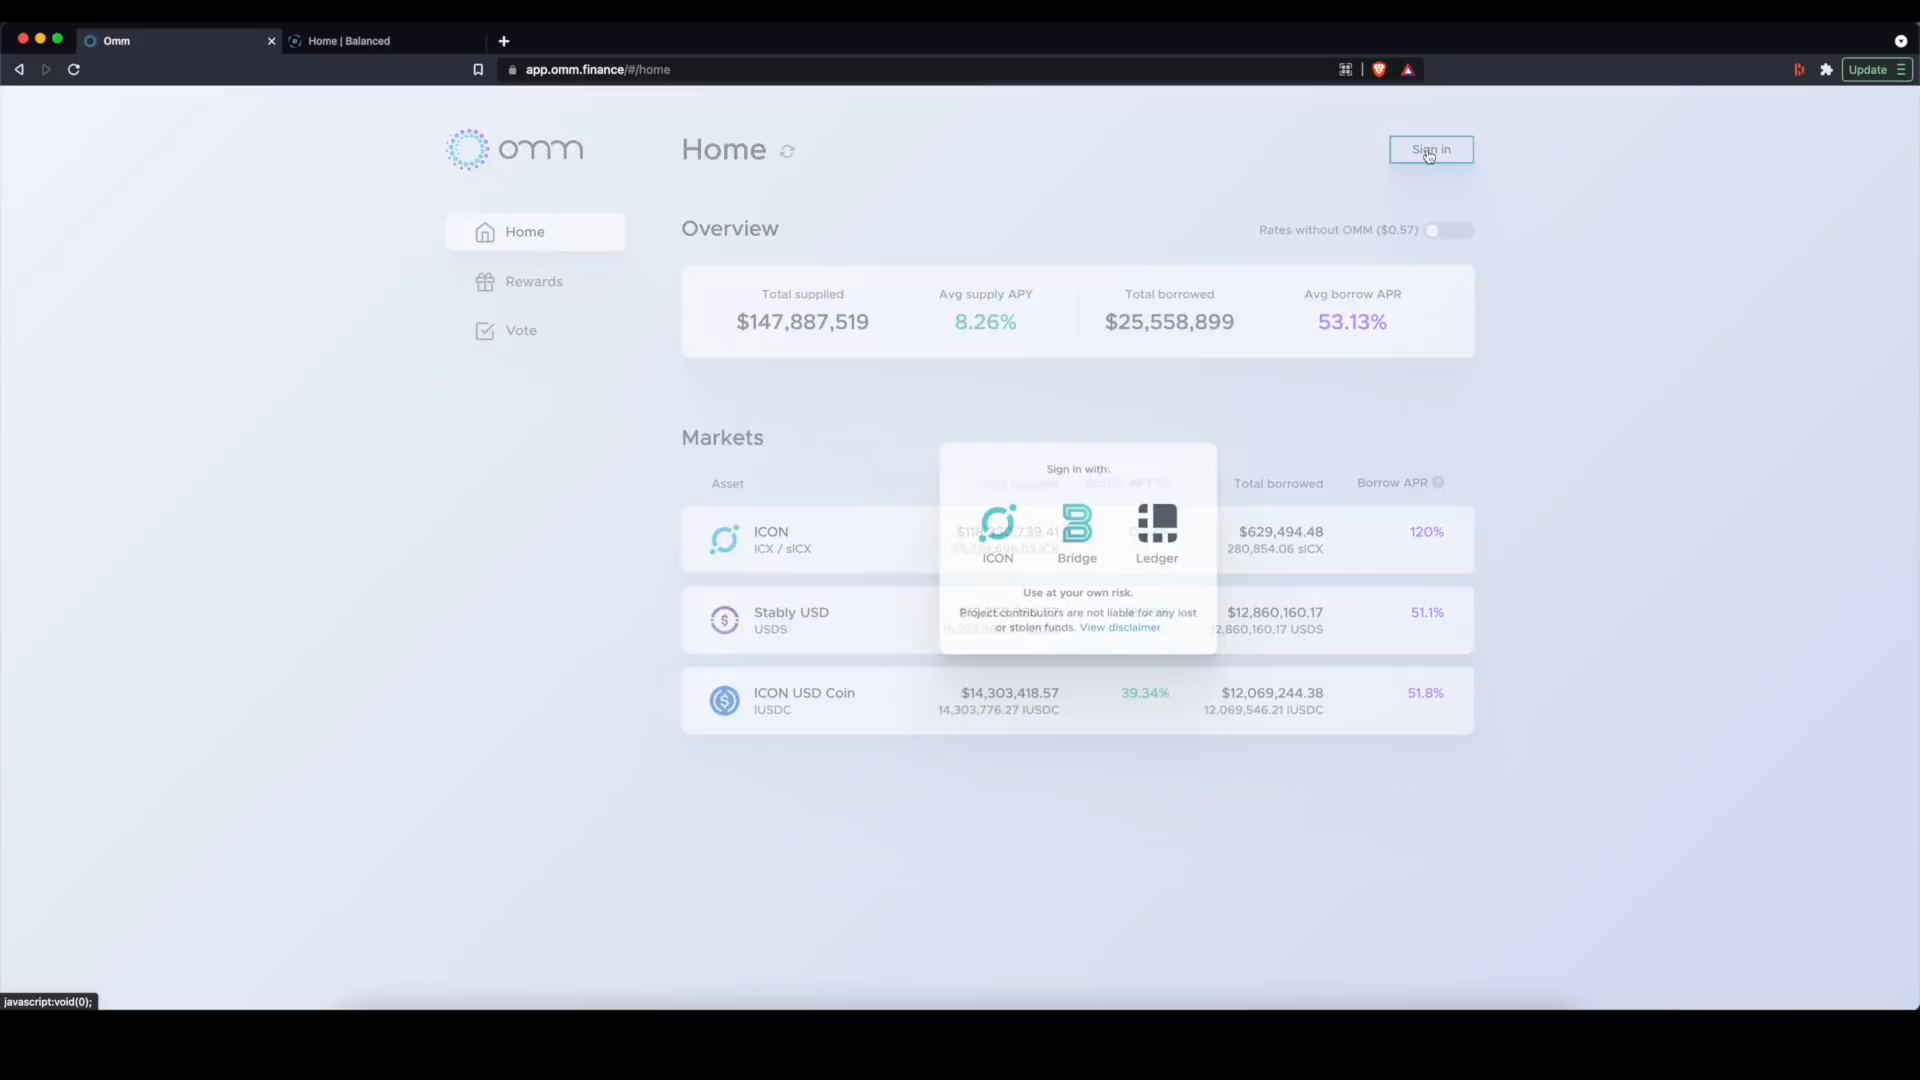 Omm
Home | Balanced
app.omm.finance/#/home
Update
omm
Home
Sign in
Home
Rewards
Vote
Overview
Rates without OMM ($0.57)
Total supplied
$147,887,519
Avg supply APY
8.26%
Total borrowed
$25,558,899
Avg borrow APR
53.13%
Markets
Asset
Total borrowed
Borrow APR
ICON
ICX / sICX
$629,494.48
280,854.06 sICX
120%
Stably USD
USDS
$12,860,160.17
12,860,160.17 USDS
51.1%
ICON USD Coin
IUSDC
$14,303,418.57
14,303,776.27 IUSDC
39.34%
$12,069,244.38
12,069,546.21 IUSDC
51.8%
Sign in with:
ICON
Bridge
Ledger
Use at your own risk.
Project contributors are not liable for any lost
or stolen funds. View disclaimer.
javascript:void(0);